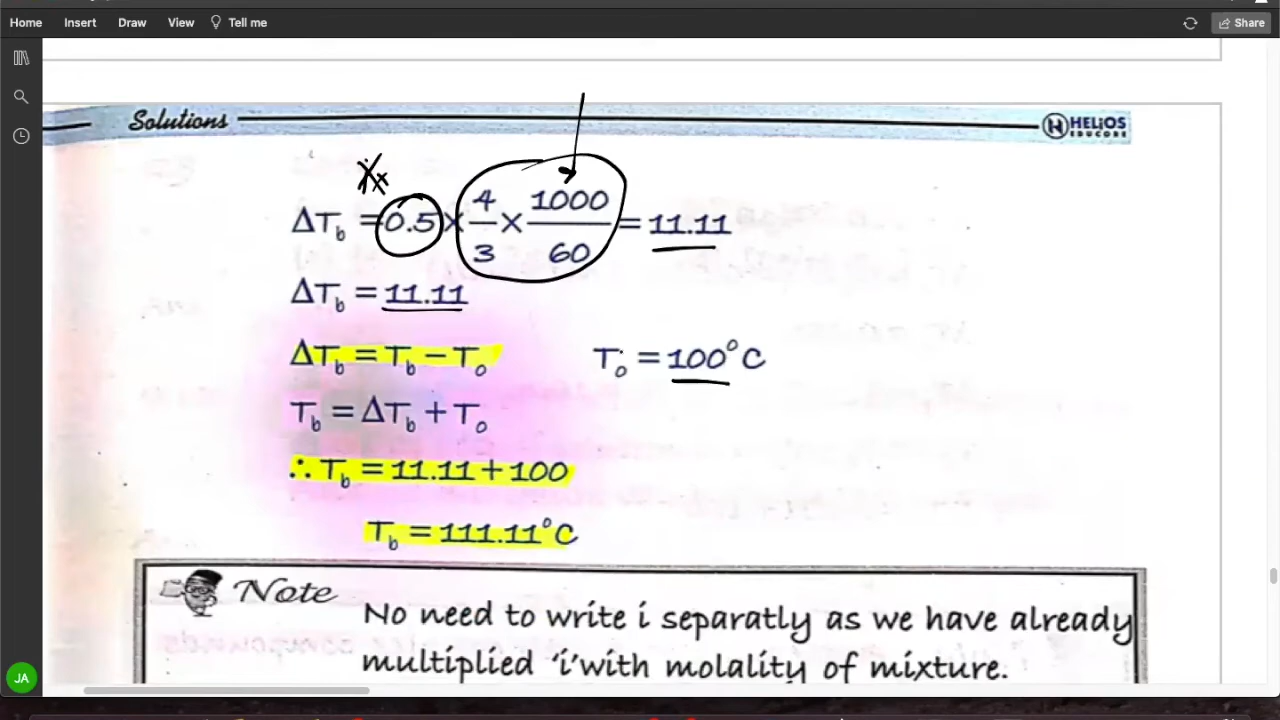 Home Insert Draw View Tell me Share
Solutions HELIOS
EDUCORE
ΔT_b = 0.5 × 4/3 × 1000/60 = 11.11
ΔT_b = 11.11
ΔT_b = T_b − T_o T_o = 100°C
T_b = ΔT_b + T_o
∴ T_b = 11.11 + 100
T_b = 111.11°C
Note
No need to write i separatly as we have already
multiplied 'i' with molality of mixture.
JA